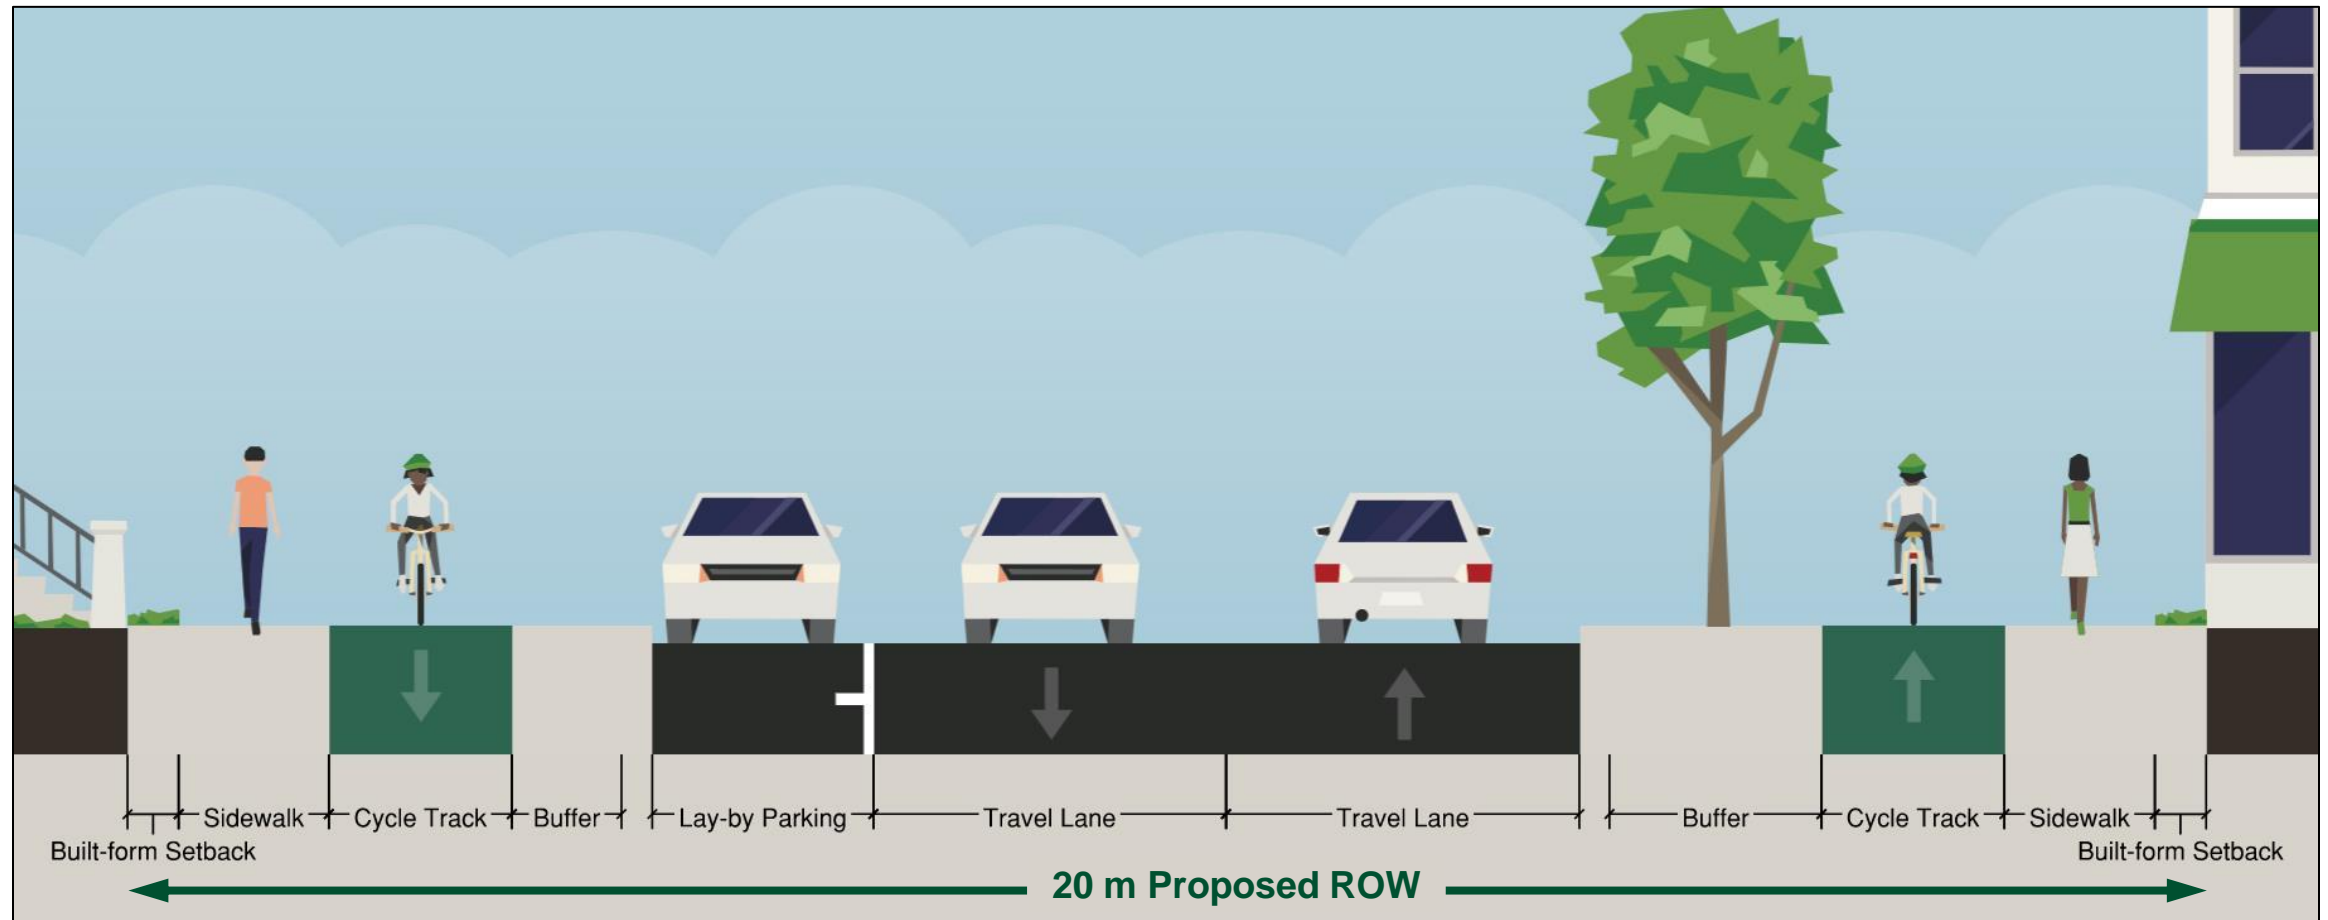 Sidewalk
Cycle Track
Buffer
Lay-by Parking
Travel Lane
Travel Lane
Buffer
Cycle Track
Sidewalk
Built-form Setback
Built-form Setback
20 m Proposed ROW